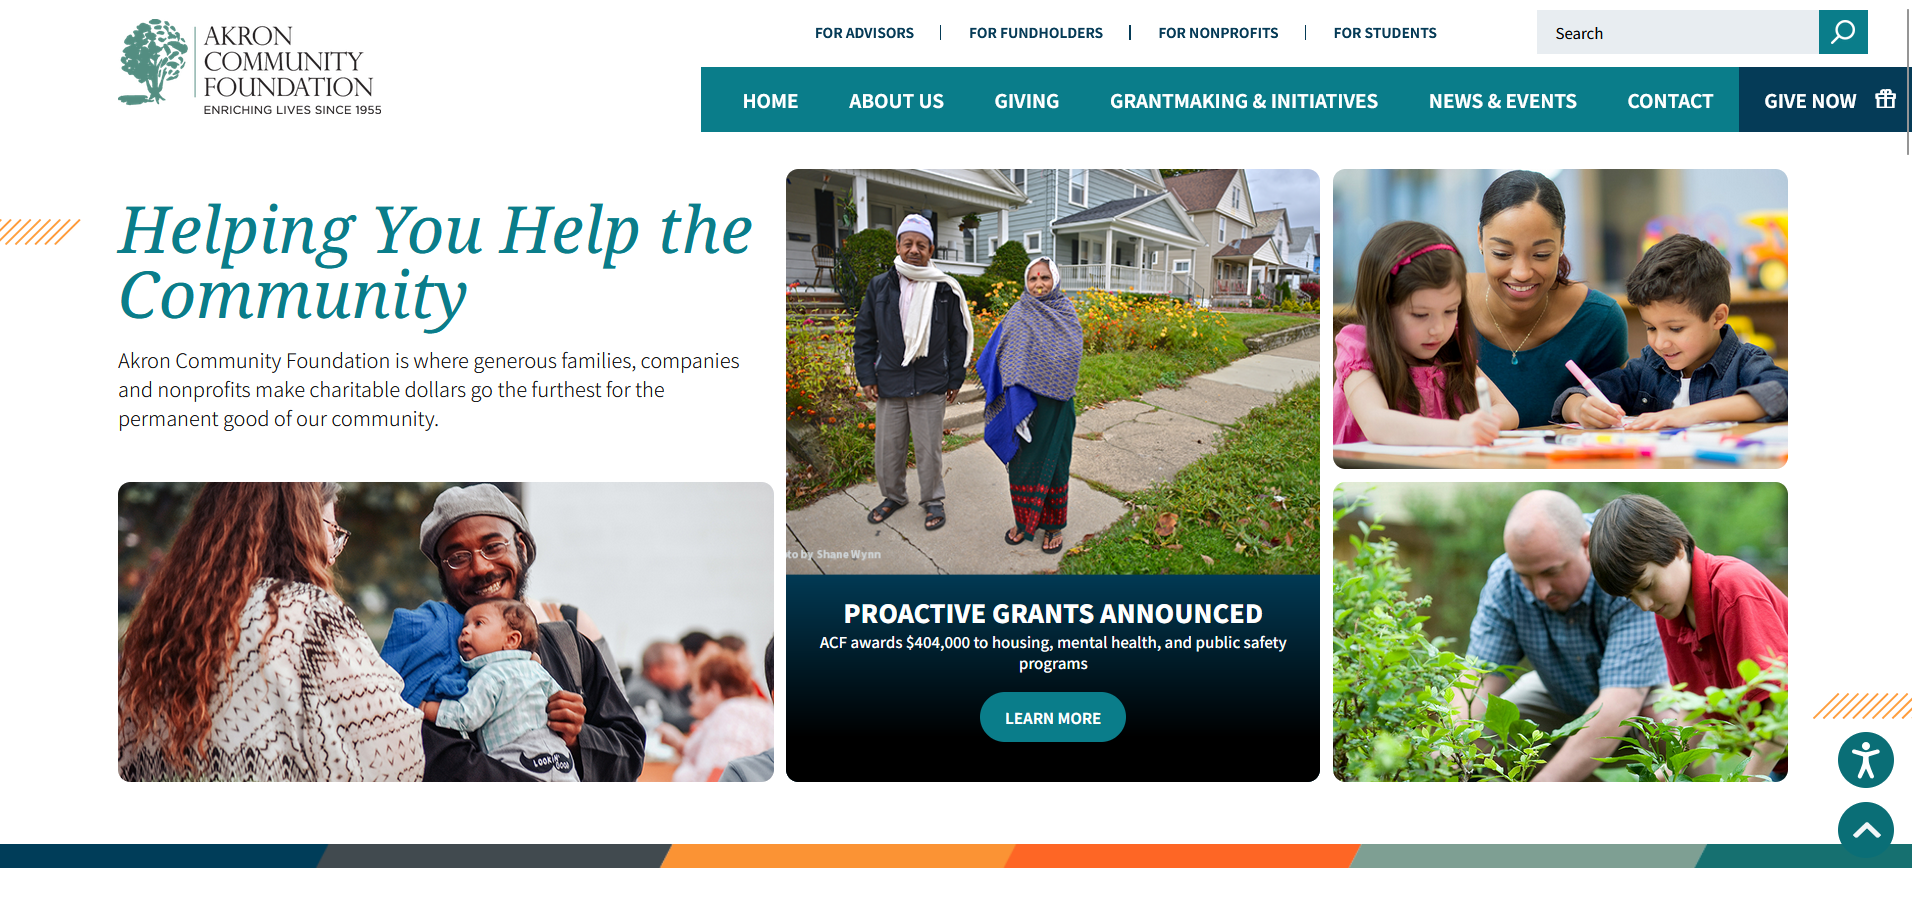 AKRON
COMMUNITY
FOUNDATION
ENRICHING LIVES SINCE 1955
FOR ADVISORS
FOR FUNDHOLDERS
FOR NONPROFITS
FOR STUDENTS
Search
HOME
ABOUT US
GIVING
GRANTMAKING & INITIATIVES
NEWS & EVENTS
CONTACT
GIVE NOW
Helping You Help the
Community
Akron Community Foundation is where generous families, companies
and nonprofits make charitable dollars go the furthest for the
permanent good of our community.
LOOKIN'
GOOD
to by Shane Wynn
PROACTIVE GRANTS ANNOUNCED
ACF awards $404,000 to housing, mental health, and public safety
programs
LEARN MORE